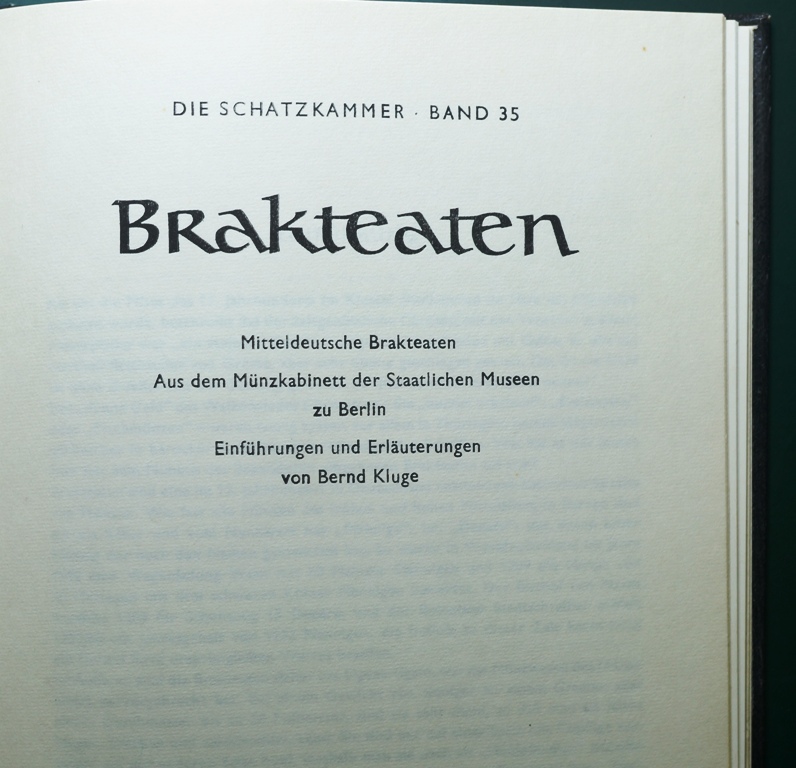 DIE SCHATZKAMMER · BAND 35
Brakteaten
Mitteldeutsche Brakteaten
Aus dem Münzkabinett der Staatlichen Museen
zu Berlin
Einführungen und Erläuterungen
von Bernd Kluge